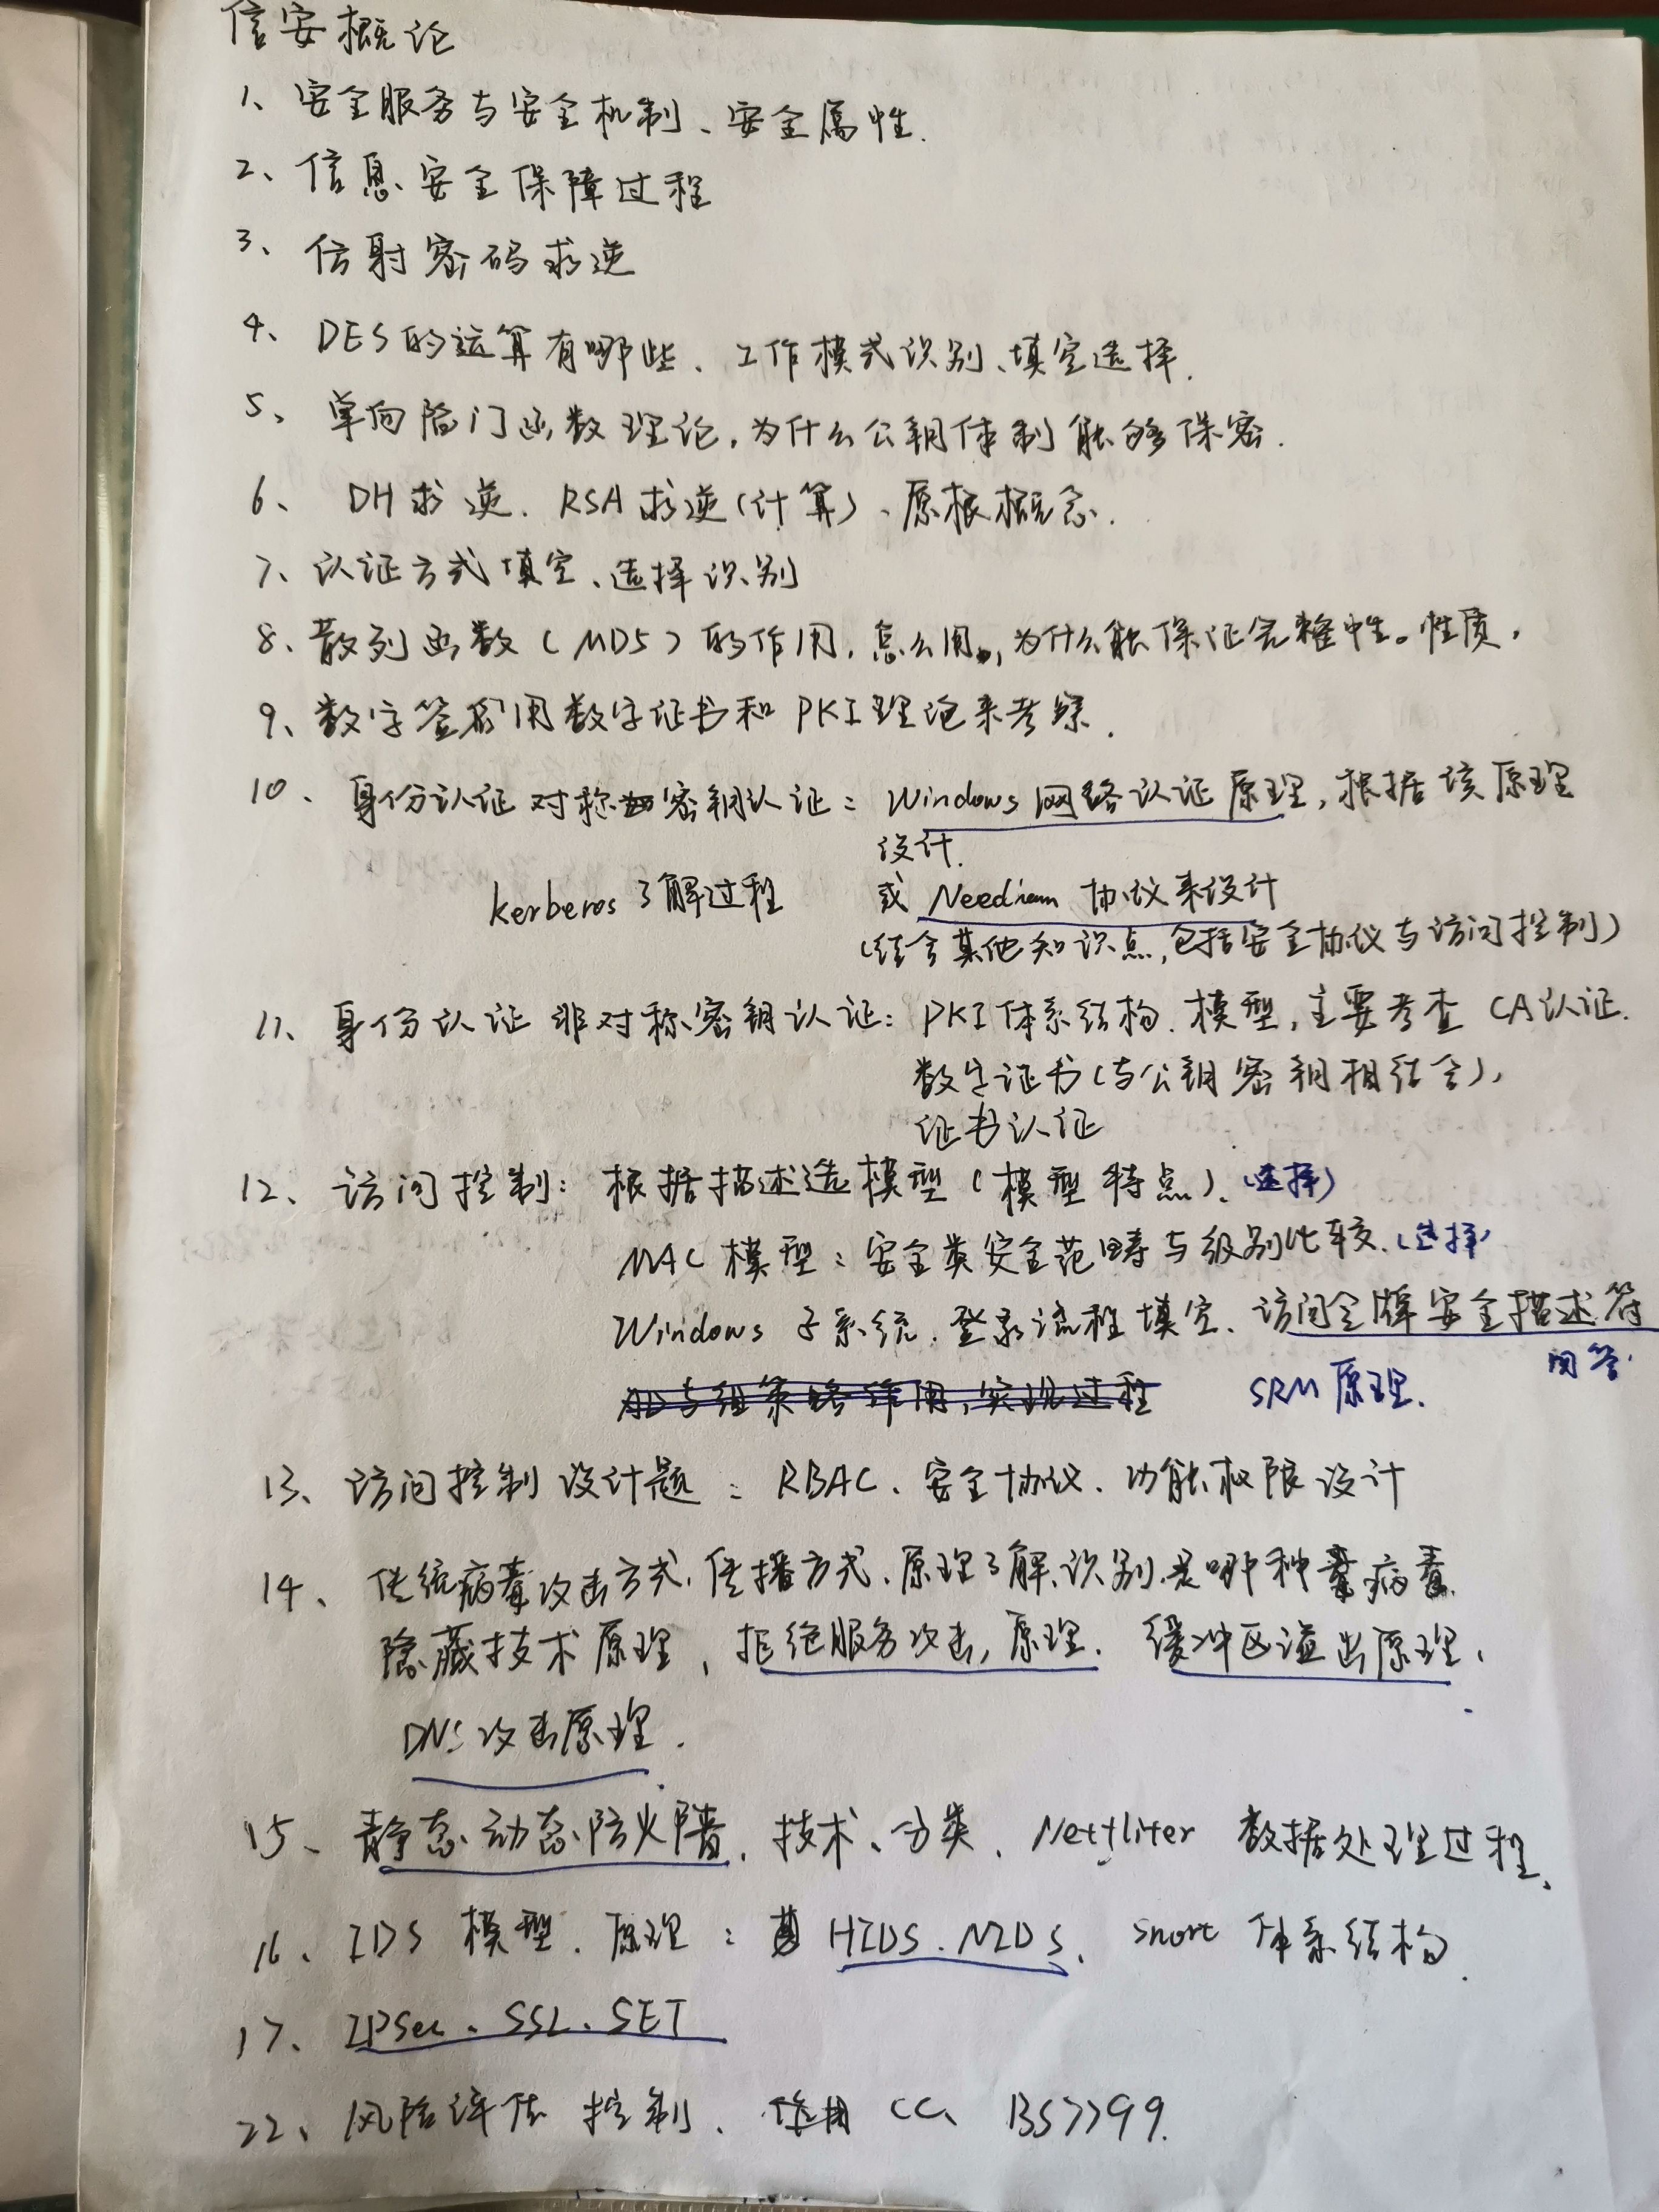 信安概论
1、安全服务与安全机制、安全属性.
2、信息安全保障过程
3、仿射密码求逆
4、DES的运算有哪些、工作模式识别、填空选择.
5、单向陷门函数理论,为什么公钥体制能够保密.
6、DH求逆.RSA求逆(计算)、原根概念.
7、认证方式填空、选择识别
8、散列函数(MD5)的作用,怎么用,为什么能保证完整性。性质,
9、数字签名用数字证书和PKI理论来考察.
10、身份认证对称密钥认证:Windows网络认证原理,根据该原理
设计.
kerberos了解过程 或Needham协议来设计
(结合其他知识点,包括安全协议与访问控制)
11、身份认证非对称密钥认证:PKI体系结构.模型,主要考查CA认证.
数字证书(与公钥密钥相结合),
证书认证
12、访问控制:根据描述选模型(模型特点).(选择)
MAC模型:安全类安全范畴与级别比较.(选择)
Windows子系统.登录流程填空、访问令牌安全描述符
问答.
AD与组策略作用,实现过程 SRM原理.
13、访问控制设计题:RBAC、安全协议、功能权限设计
14、传统病毒攻击方式,传播方式、原理了解,识别是哪种病毒.
隐藏技术原理,拒绝服务攻击,原理.缓冲区溢出原理,
DNS攻击原理.
15、静态.动态防火墙.技术、分类.Netfliter数据处理过程.
16、IDS模型.原理:HIDS.NIDS.snort体系结构.
17、IPSec、SSL、SET
22、风险评估控制、CC、BS7799.